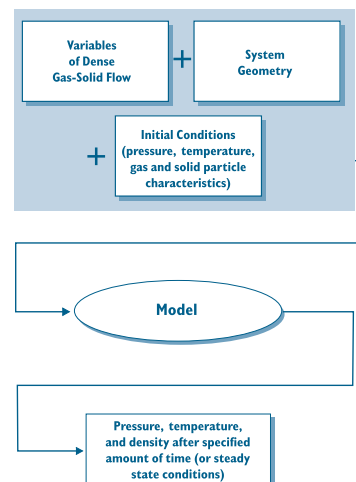 Variables
of Dense
Gas-Solid Flow
+
System
Geometry
+
Initial Conditions
(pressure, temperature,
gas and solid particle
characteristics)
Model
Pressure, temperature,
and density after specified
amount of time (or steady
state conditions)